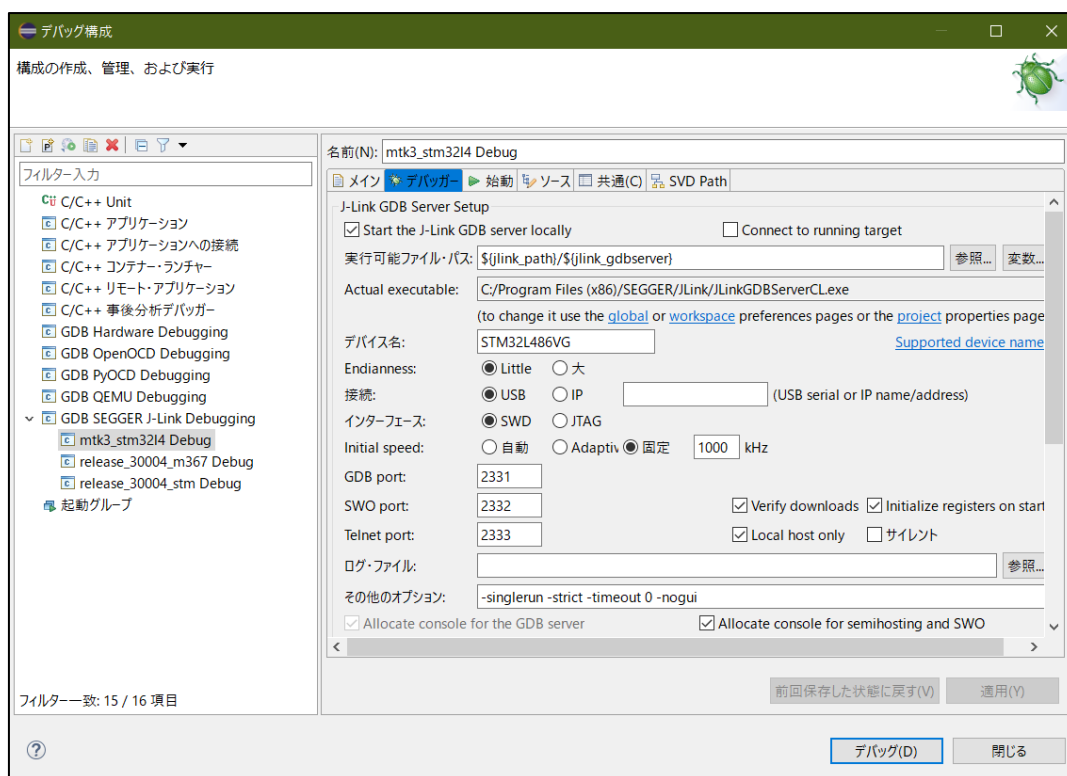 デバッグ構成
構成の作成、管理、および実行
フィルター入力
C/C++ Unit
C/C++ アプリケーション
C/C++ アプリケーションへの接続
C/C++ コンテナー・ランチャー
C/C++ リモート・アプリケーション
C/C++ 事後分析デバッガー
GDB Hardware Debugging
GDB OpenOCD Debugging
GDB PyOCD Debugging
GDB QEMU Debugging
GDB SEGGER J-Link Debugging
mtk3_stm32l4 Debug
release_30004_m367 Debug
release_30004_stm Debug
起動グループ
フィルター一致: 15 / 16 項目
名前(N): mtk3_stm32l4 Debug
メイン デバッガー 始動 ソース 共通(C) SVD Path
J-Link GDB Server Setup
Start the J-Link GDB server locally Connect to running target
実行可能ファイル・パス: ${jlink_path}/${jlink_gdbserver} 参照... 変数...
Actual executable: C:/Program Files (x86)/SEGGER/JLink/JLinkGDBServerCL.exe
(to change it use the global or workspace preferences pages or the project properties page
デバイス名: STM32L486VG Supported device name
Endianness: Little 大
接続: USB IP (USB serial or IP name/address)
インターフェース: SWD JTAG
Initial speed: 自動 Adaptiv 固定 1000 kHz
GDB port: 2331
SWO port: 2332 Verify downloads Initialize registers on start
Telnet port: 2333 Local host only サイレント
ログ・ファイル: 参照...
その他のオプション: -singlerun -strict -timeout 0 -nogui
Allocate console for the GDB server Allocate console for semihosting and SWO
前回保存した状態に戻す(V) 適用(Y)
デバッグ(D) 閉じる